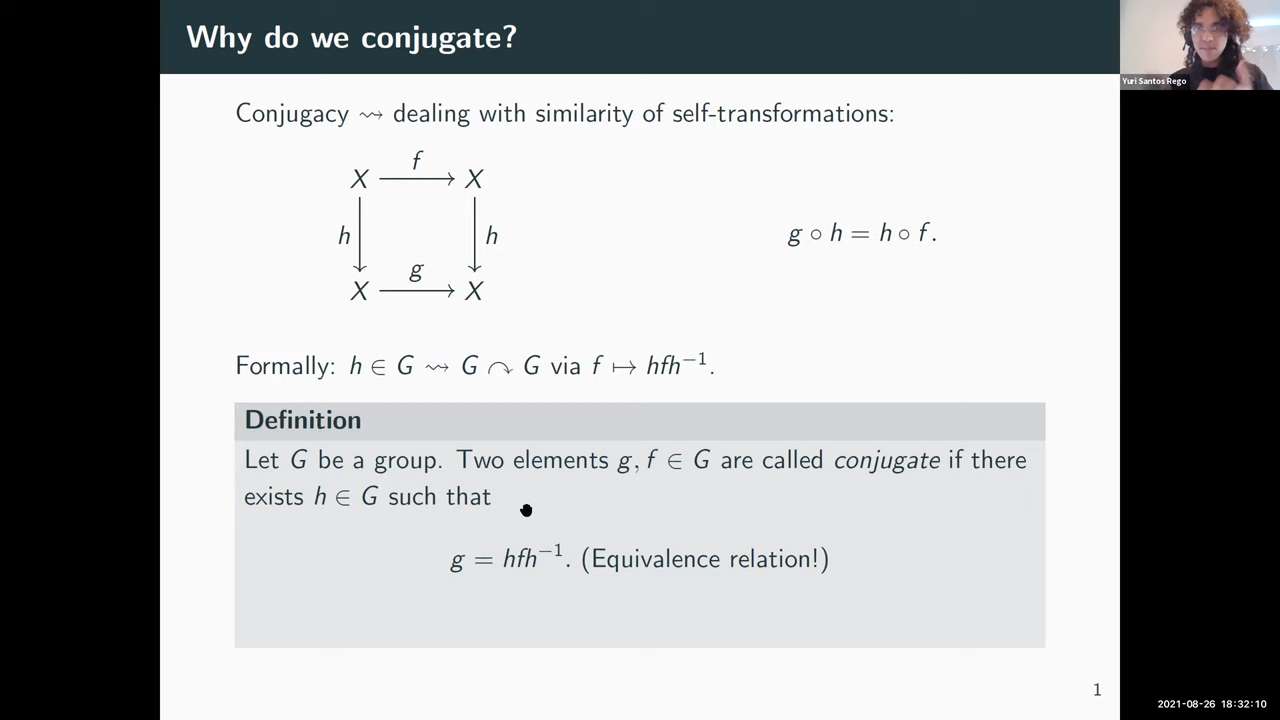 Why do we conjugate?
Yuri Santos Rego
Conjugacy ⇝ dealing with similarity of self-transformations:
f
X → X
h h
g
X → X
g ∘ h = h ∘ f.
Formally: h ∈ G ⇝ G ↷ G via f ↦ hfh⁻¹.
Definition
Let G be a group. Two elements g, f ∈ G are called conjugate if there
exists h ∈ G such that
g = hfh⁻¹. (Equivalence relation!)
1
2021-08-26 18:32:10